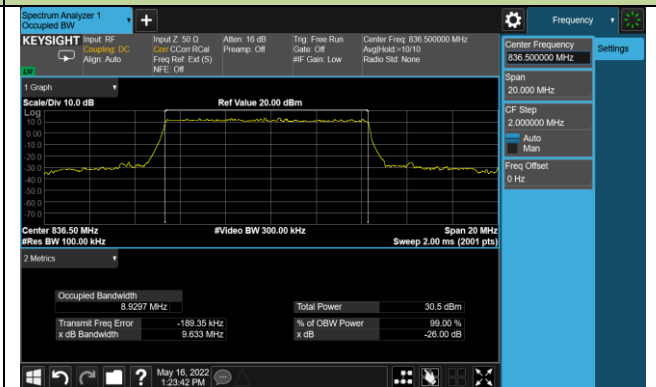 Spectrum Analyzer 1
Occupied BW
Frequency
KEYSIGHT
Input: RF
Coupling: DC
Align: Auto
Input Z: 50 Ω
Corr CCorr RCal
Freq Ref: Ext (S)
NFE: Off
Atten: 16 dB
Preamp: Off
Trig: Free Run
Gate: Off
#IF Gain: Low
Center Freq: 836.500000 MHz
Avg|Hold:>10/10
Radio Std: None
LW
Center Frequency
836.500000 MHz
Settings
Span
20.000 MHz
CF Step
2.000000 MHz
Auto
Man
Freq Offset
0 Hz
1 Graph
Scale/Div 10.0 dB
Ref Value 20.00 dBm
Log
10.0
0.00
-10.0
-20.0
-30.0
-40.0
-50.0
-60.0
-70.0
Center 836.50 MHz
#Video BW 300.00 kHz
Span 20 MHz
#Res BW 100.00 kHz
Sweep 2.00 ms (2001 pts)
2 Metrics
Occupied Bandwidth
8.9297 MHz
Total Power
30.5 dBm
Transmit Freq Error
-189.35 kHz
% of OBW Power
99.00 %
x dB Bandwidth
9.633 MHz
x dB
-26.00 dB
?
May 16, 2022
1:23:42 PM